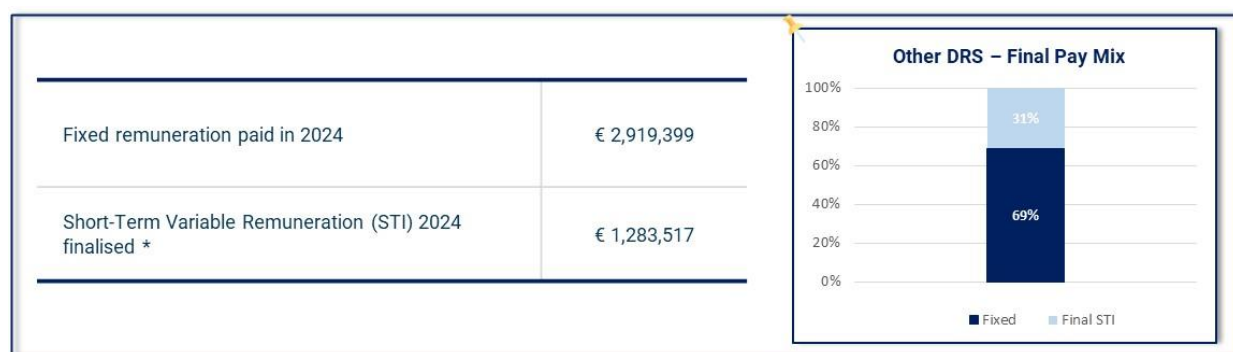 Fixed remuneration paid in 2024
€ 2,919,399
Short-Term Variable Remuneration (STI) 2024
finalised *
€ 1,283,517
Other DRS – Final Pay Mix
100%
80%
60%
40%
20%
0%
31%
69%
Fixed
Final STI